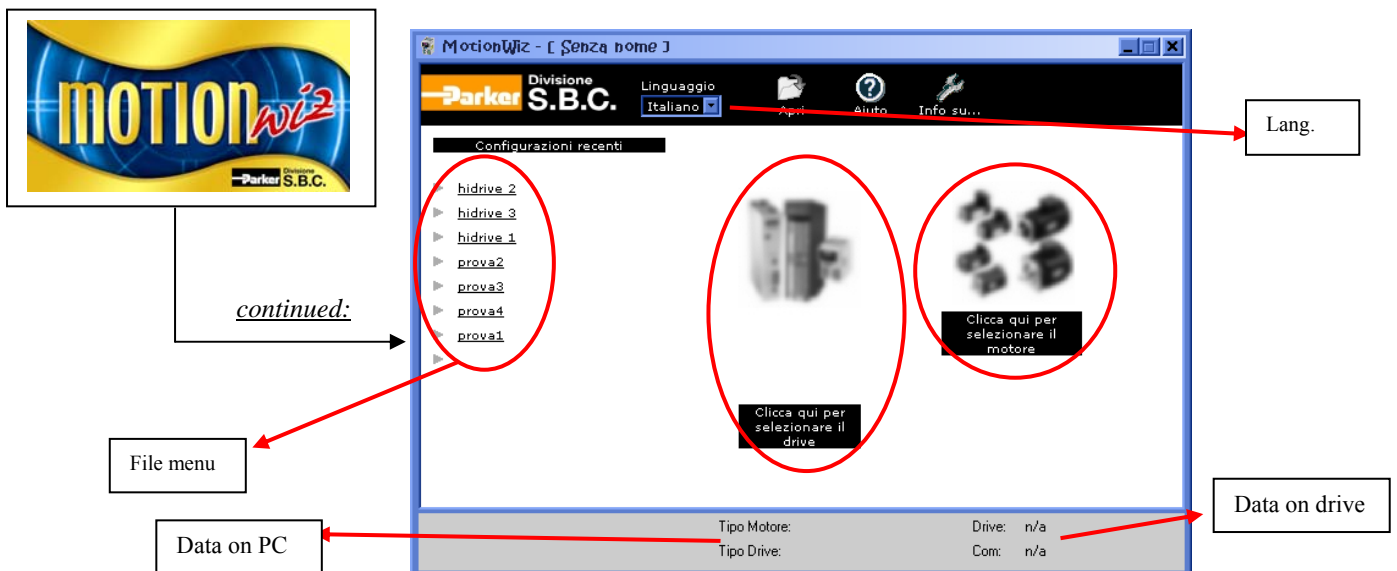 MOTION wiz
Parker Divisione S.B.C.
continued:
MotionWiz - [ Senza nome ]
Parker Divisione S.B.C.
Linguaggio
Italiano
Apri
Aiuto
Info su...
Lang.
Configurazioni recenti
hidrive 2
hidrive 3
hidrive 1
prova2
prova3
prova4
prova1
Clicca qui per
selezionare il
drive
Clicca qui per
selezionare il
motore
File menu
Data on PC
Tipo Motore:
Tipo Drive:
Drive: n/a
Com: n/a
Data on drive